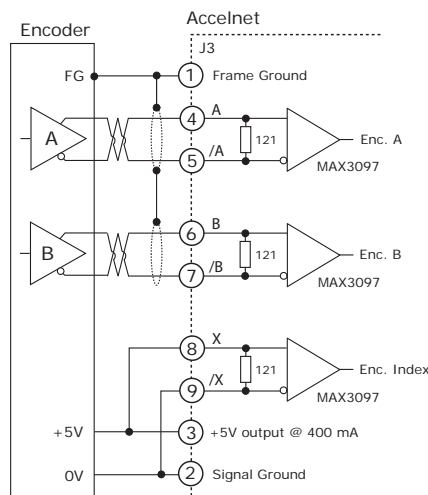 Accelnet
Encoder
J3
FG
1
Frame Ground
A
4
A
121
Enc. A
5
/A
MAX3097
B
6
B
121
Enc. B
7
/B
MAX3097
8
X
121
Enc. Index
9
/X
MAX3097
+5V
3
+5V output @ 400 mA
0V
2
Signal Ground